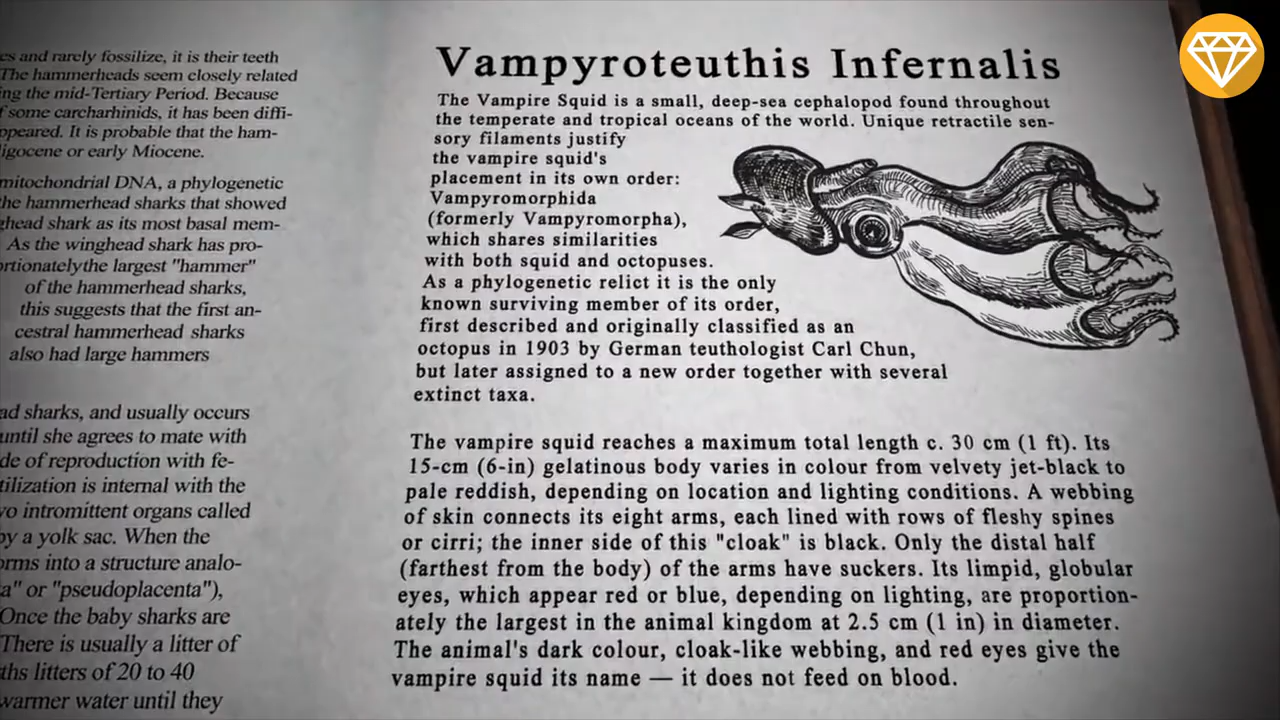 es and rarely fossilize, it is their teeth
The hammerheads seem closely related
ing the mid-Tertiary Period. Because
f some carcharhinids, it has been diffi-
ppeared. It is probable that the ham-
ligocene or early Miocene.
mitochondrial DNA, a phylogenetic
the hammerhead sharks that showed
ghead shark as its most basal mem-
As the winghead shark has pro-
ortionatelythe largest "hammer"
of the hammerhead sharks,
this suggests that the first an-
cestral hammerhead sharks
also had large hammers
ad sharks, and usually occurs
until she agrees to mate with
de of reproduction with fe-
tilization is internal with the
vo intromittent organs called
by a yolk sac. When the
orms into a structure analo-
a" or "pseudoplacenta"),
Once the baby sharks are
There is usually a litter of
ths litters of 20 to 40
warmer water until they
Vampyroteuthis Infernalis
The Vampire Squid is a small, deep-sea cephalopod found throughout
the temperate and tropical oceans of the world. Unique retractile sen-
sory filaments justify
the vampire squid's
placement in its own order:
Vampyromorphida
(formerly Vampyromorpha),
which shares similarities
with both squid and octopuses.
As a phylogenetic relict it is the only
known surviving member of its order,
first described and originally classified as an
octopus in 1903 by German teuthologist Carl Chun,
but later assigned to a new order together with several
extinct taxa.
The vampire squid reaches a maximum total length c. 30 cm (1 ft). Its
15-cm (6-in) gelatinous body varies in colour from velvety jet-black to
pale reddish, depending on location and lighting conditions. A webbing
of skin connects its eight arms, each lined with rows of fleshy spines
or cirri; the inner side of this "cloak" is black. Only the distal half
(farthest from the body) of the arms have suckers. Its limpid, globular
eyes, which appear red or blue, depending on lighting, are proportion-
ately the largest in the animal kingdom at 2.5 cm (1 in) in diameter.
The animal's dark colour, cloak-like webbing, and red eyes give the
vampire squid its name — it does not feed on blood.